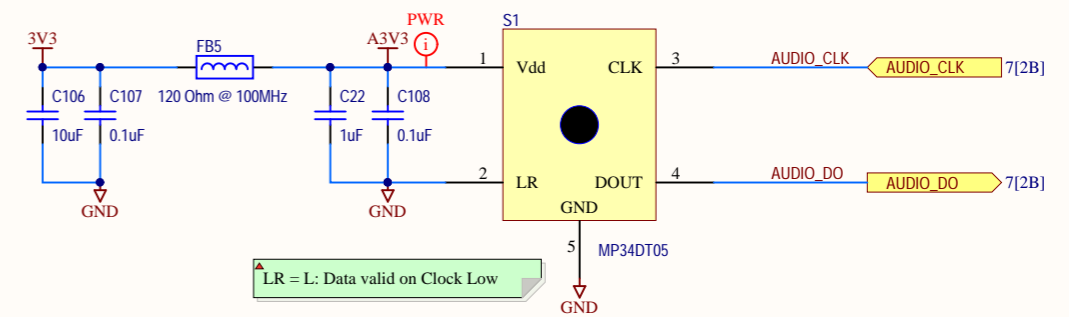 PWR
3V3
FB5
A3V3
i
S1
1
Vdd
CLK
3
AUDIO_CLK
AUDIO_CLK
7[2B]
C106
C107
120 Ohm @ 100MHz
C22
C108
10uF
0.1uF
1uF
0.1uF
2
LR
DOUT
4
AUDIO_DO
AUDIO_DO
7[2B]
GND
GND
GND
5
MP34DT05
LR = L: Data valid on Clock Low
GND